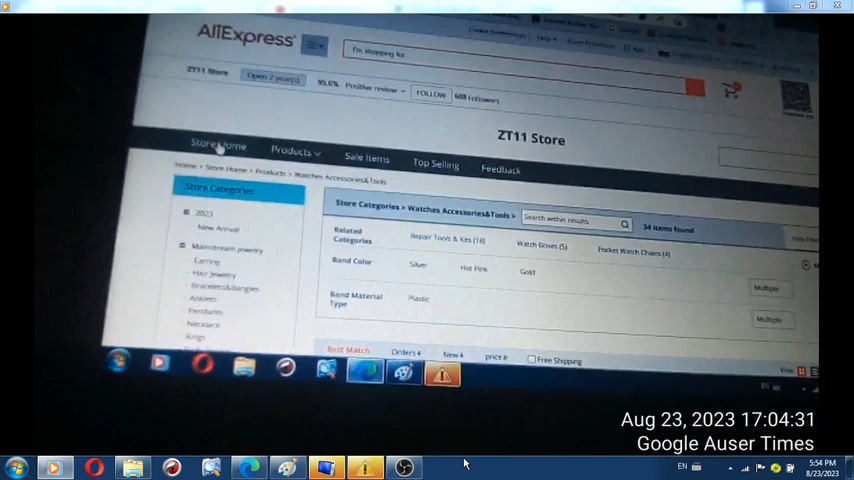 AliExpress
I'm shopping for...
ZT11 Store
Open 2 year(s)
95.6% Positive review
FOLLOW
608 Followers
ZT11 Store
Store Home
Products
Sale Items
Top Selling
Feedback
Home > Store Home > Products > Watches Accessories&Tools
Store Categories
2023
New Arrival
Mainstream jewelry
Earring
Hair Jewelry
Bracelets&Bangles
Anklets
Pendants
Necklace
Rings
Store Categories > Watches Accessories&Tools >
Search within results
34 items found
Related Categories
Repair Tools & Kits (18)
Watch Boxes (5)
Pocket Watch Chains (4)
Band Color
Silver
Hot Pink
Gold
Multiple
Band Material Type
Plastic
Multiple
Best Match
Orders
New
price
Free Shipping
View
EN
Aug 23, 2023 17:04:31
Google Auser Times
EN
5:54 PM
8/23/2023